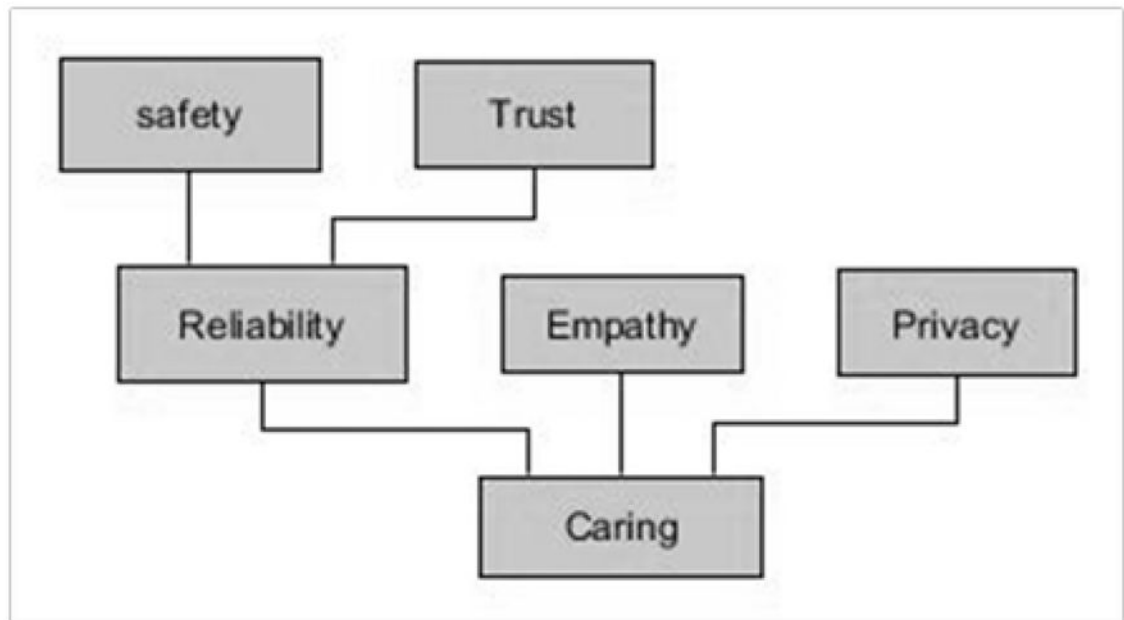 safety
Trust
Reliability
Empathy
Privacy
Caring